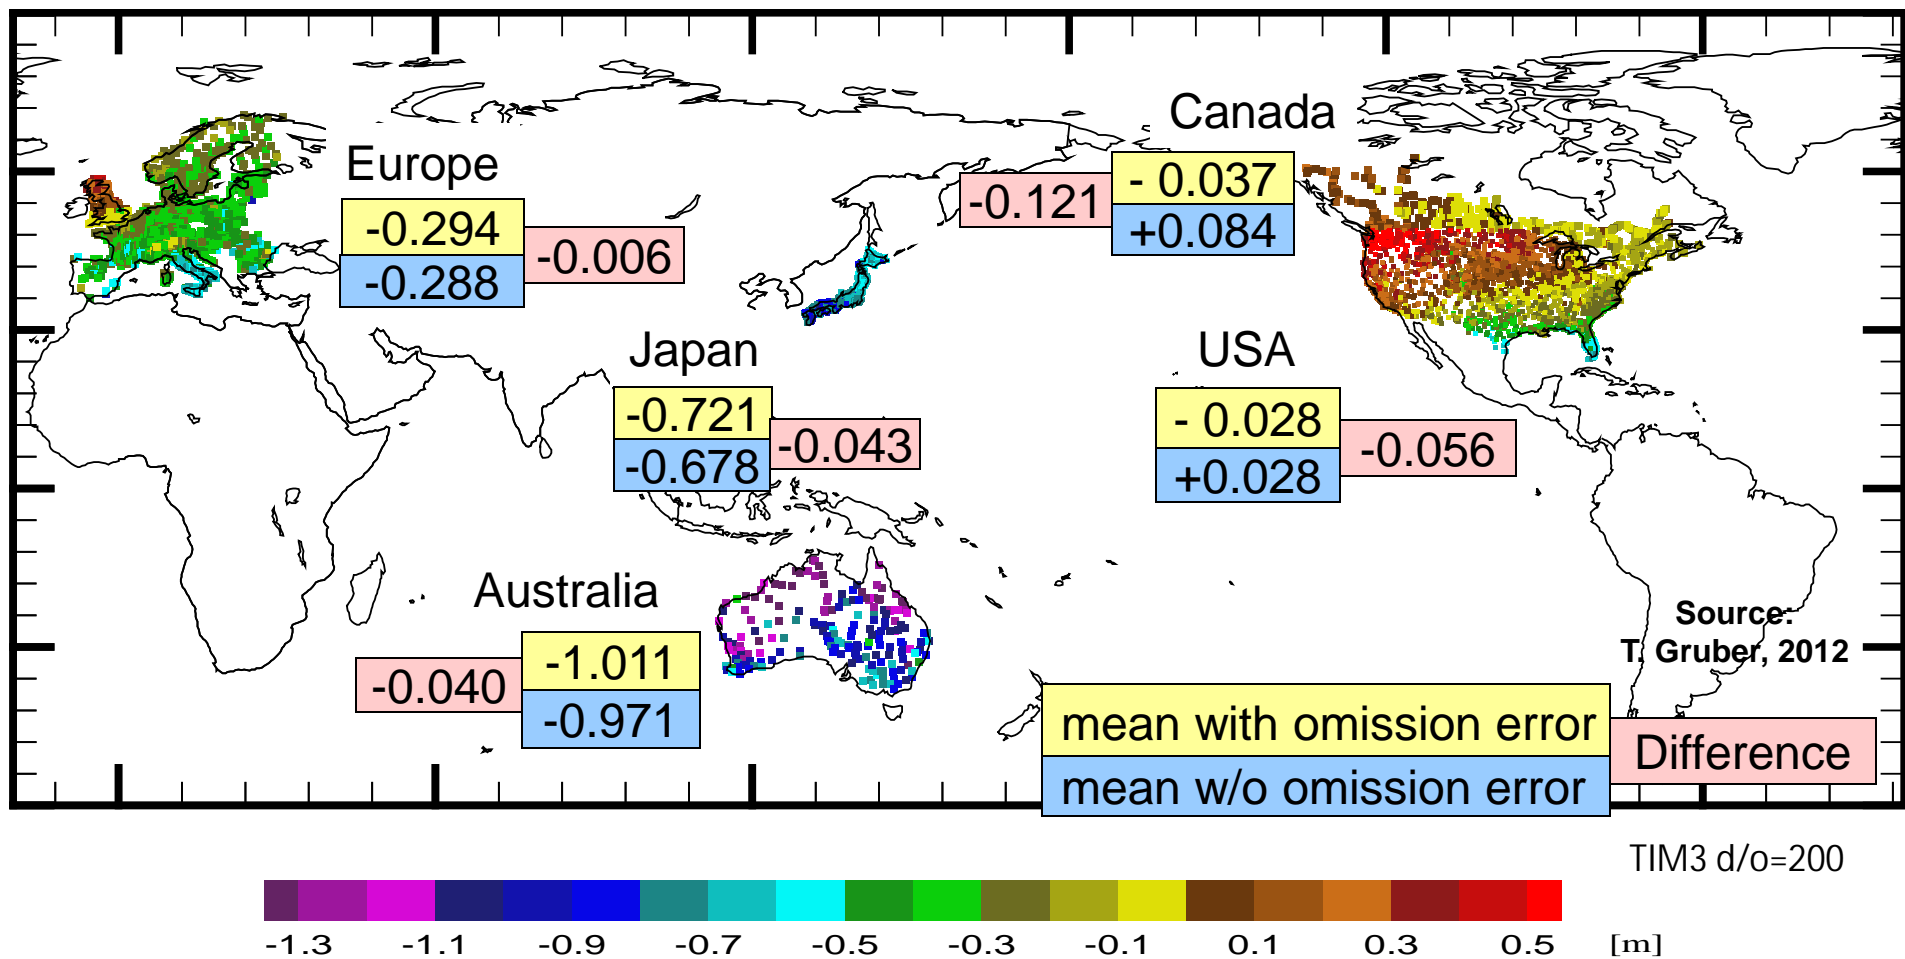 Canada
- 0.037
-0.121
+0.084
Europe
-0.294
-0.006
-0.288
Japan
-0.721
-0.043
-0.678
USA
- 0.028
-0.056
+0.028
Australia
-1.011
-0.040
-0.971
Source:
T. Gruber, 2012
mean with omission error
Difference
mean w/o omission error
TIM3 d/o=200
-1.3 -1.1 -0.9 -0.7 -0.5 -0.3 -0.1 0.1 0.3 0.5 [m]